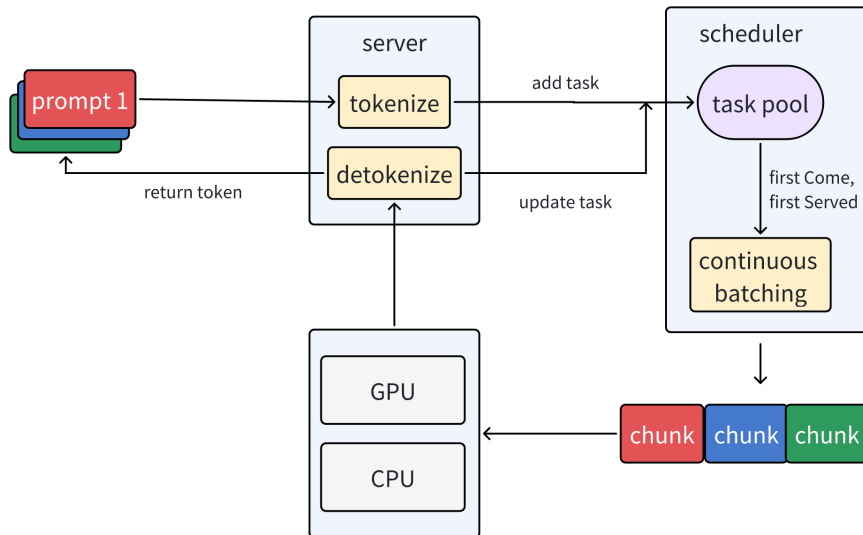 server
scheduler
prompt 1
tokenize
add task
task pool
detokenize
return token
update task
first Come,
first Served
continuous
batching
GPU
CPU
chunk
chunk
chunk